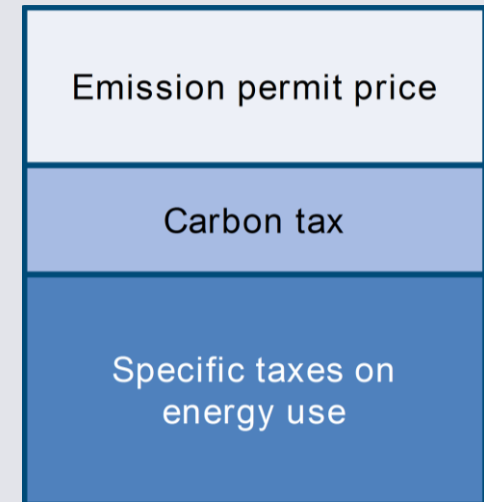 Emission permit price
Carbon tax
Specific taxes on
energy use